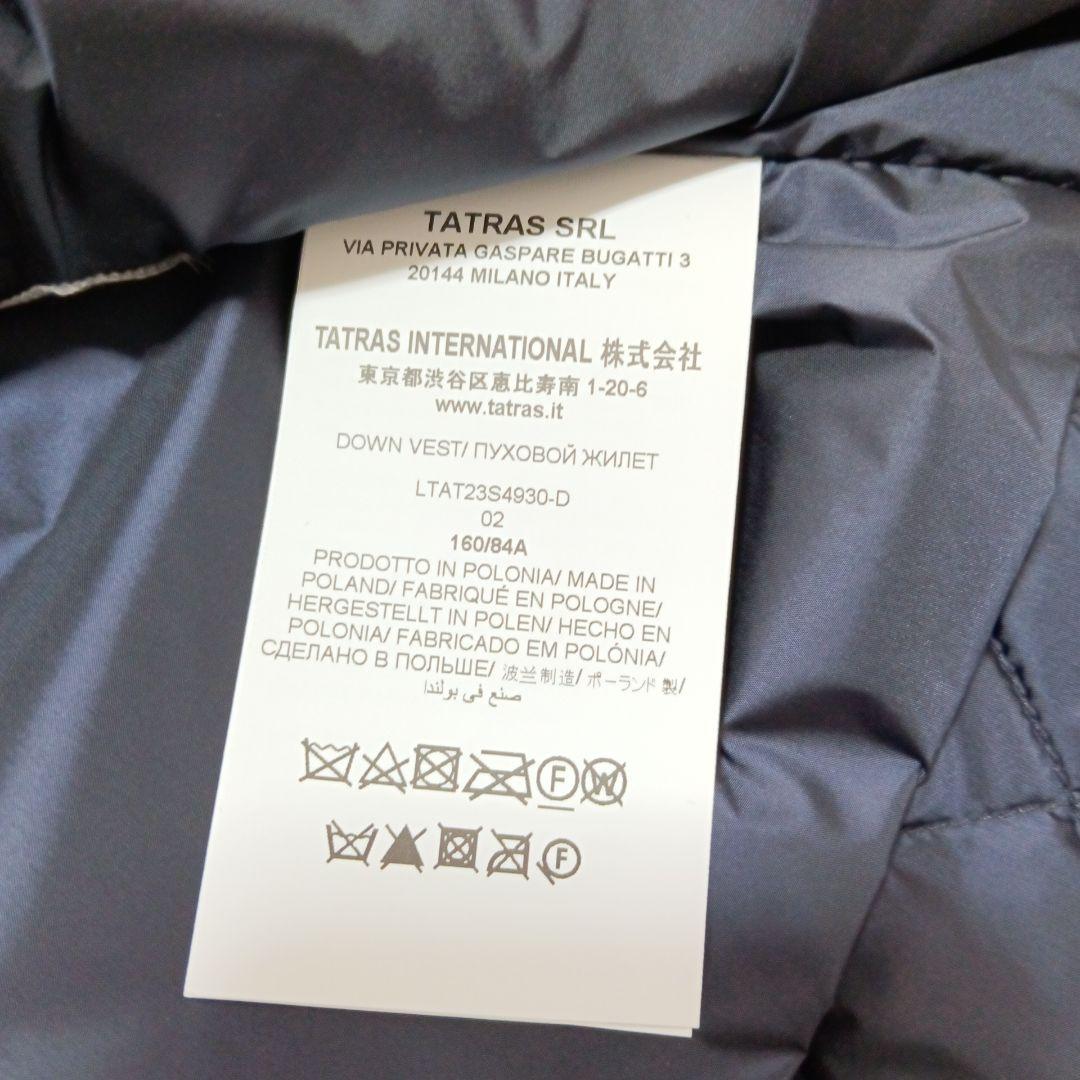 TATRAS SRL
VIA PRIVATA GASPARE BUGATTI 3
20144 MILANO ITALY
TATRAS INTERNATIONAL 株式会社
東京都渋谷区恵比寿南 1-20-6
www.tatras.it
DOWN VEST/ ПУХОВОЙ ЖИЛЕТ
LTAT23S4930-D
02
160/84A
PRODOTTO IN POLONIA/ MADE IN
POLAND/ FABRIQUÉ EN POLOGNE/
HERGESTELLT IN POLEN/ HECHO EN
POLONIA/ FABRICADO EM POLÓNIA/
СДЕЛАНО В ПОЛЬШЕ/ 波兰制造/ ポーランド製/
صنع في بولندا
F W
F